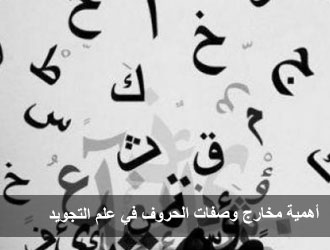 أ
خ
ج
ك
ك
خ
س
م
ق
خ
ع
و
أهمية مخارج وصفات الحروف في علم التجويد